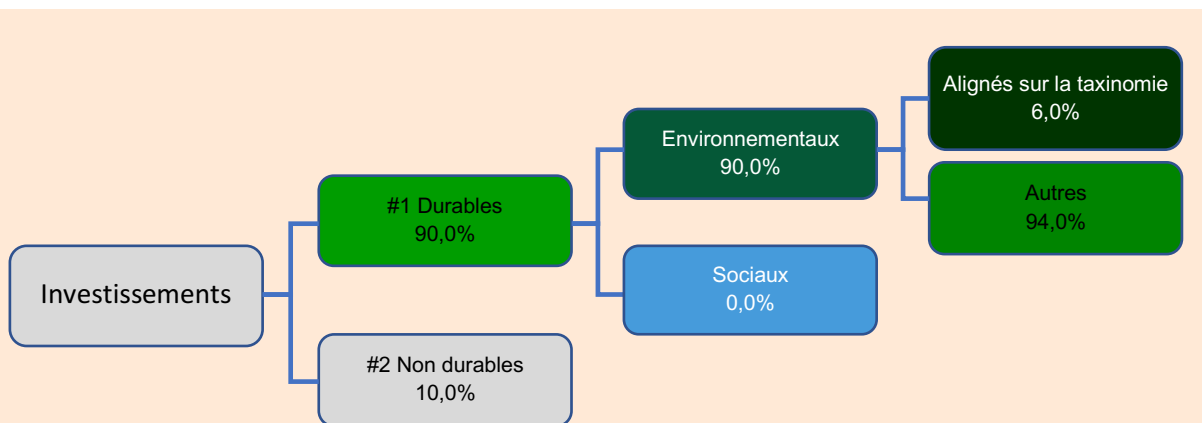 Investissements
#1 Durables
90,0%
#2 Non durables
10,0%
Environnementaux
90,0%
Sociaux
0,0%
Alignés sur la taxinomie
6,0%
Autres
94,0%